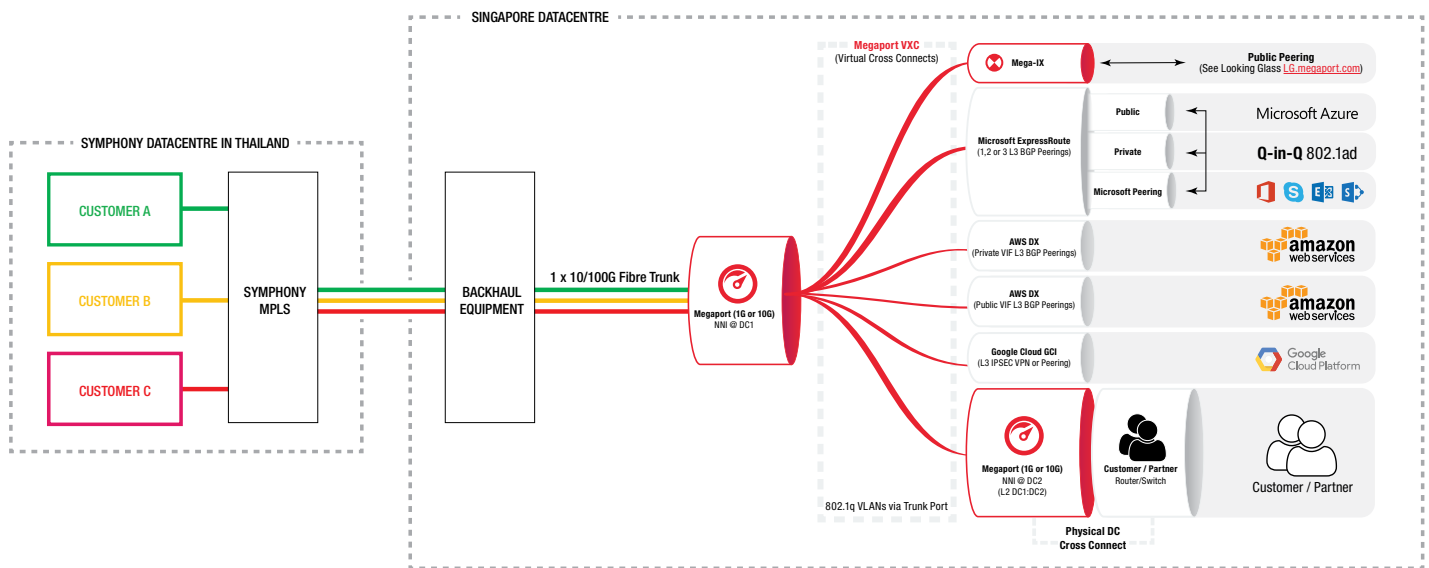 SINGAPORE DATACENTRE
SYMPHONY DATACENTRE IN THAILAND
CUSTOMER A
CUSTOMER B
CUSTOMER C
SYMPHONY
MPLS
BACKHAUL
EQUIPMENT
1 x 10/100G Fibre Trunk
Megaport (1G or 10G)
NNI @ DC1
Megaport VXC
(Virtual Cross Connects)
802.1q VLANs via Trunk Port
Mega-IX
Public Peering
(See Looking Glass LG.megaport.com)
Microsoft ExpressRoute
(1,2 or 3 L3 BGP Peerings)
Public
Microsoft Azure
Private
Q-in-Q 802.1ad
Microsoft Peering
S
E
S
AWS DX
(Private VIF L3 BGP Peerings)
amazon
webservices
AWS DX
(Public VIF L3 BGP Peerings)
amazon
webservices
Google Cloud GCI
(L3 IPSEC VPN or Peering)
Google
Cloud Platform
Megaport (1G or 10G)
NNI @ DC2
(L2 DC1:DC2)
Customer / Partner
Router/Switch
Customer / Partner
Physical DC
Cross Connect